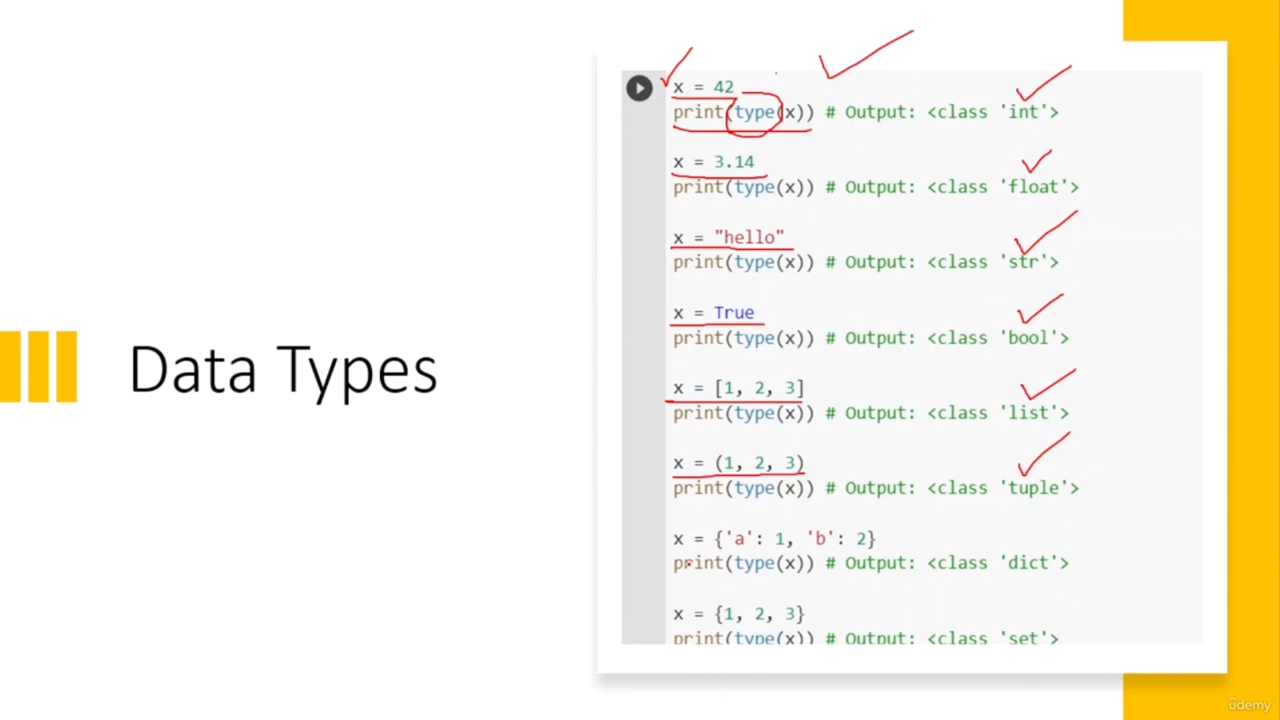 Data Types
x = 42
print(type(x)) # Output: <class 'int'>
x = 3.14
print(type(x)) # Output: <class 'float'>
x = "hello"
print(type(x)) # Output: <class 'str'>
x = True
print(type(x)) # Output: <class 'bool'>
x = [1, 2, 3]
print(type(x)) # Output: <class 'list'>
x = (1, 2, 3)
print(type(x)) # Output: <class 'tuple'>
x = {'a': 1, 'b': 2}
print(type(x)) # Output: <class 'dict'>
x = {1, 2, 3}
print(type(x)) # Output: <class 'set'>
ûdemy